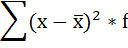 ∑(x − x̄)² * f